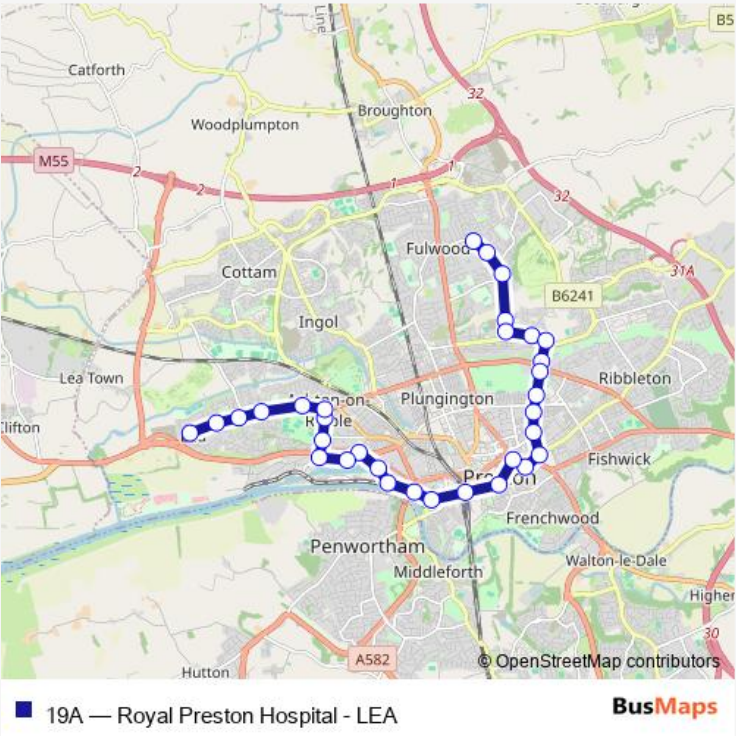 Line
B5
Catforth
32
Broughton
Woodplumpton
M55
2
2
1
1
32
Fulwood
31A
Cottam
B6241
Ingol
Lea Town
Ribbleton
Plungington
Fishwick
Preston
Frenchwood
Penwortham
Walton-le-Dale
Middleforth
Higher
30
A582
Hutton
© OpenStreetMap contributors
19A — Royal Preston Hospital - LEA
BusMaps